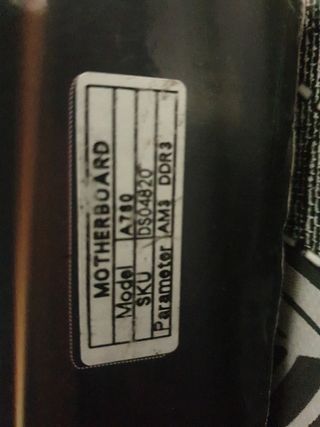 MOTHERBOARD
Model A780
SKU DS04820
Parameter AM3 DDR3